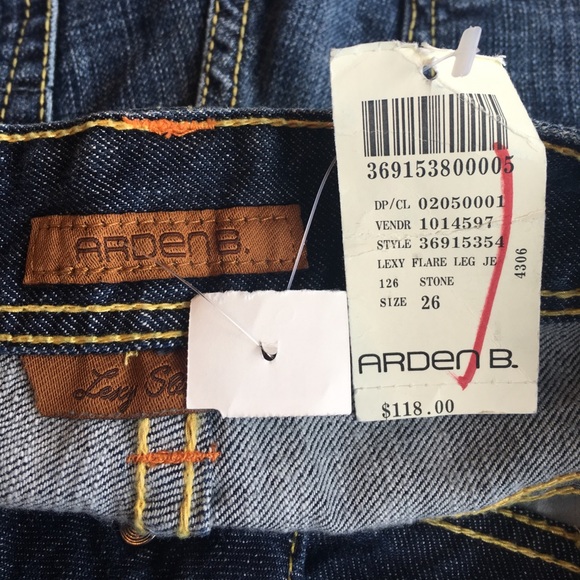 369153800005
DP/CL 02050001
VENDR 1014597
STYLE 36915354
LEXY FLARE LEG JE
126 STONE
SIZE 26
4306
ARDEN B.
$118.00
ARDEN B.
Lexy